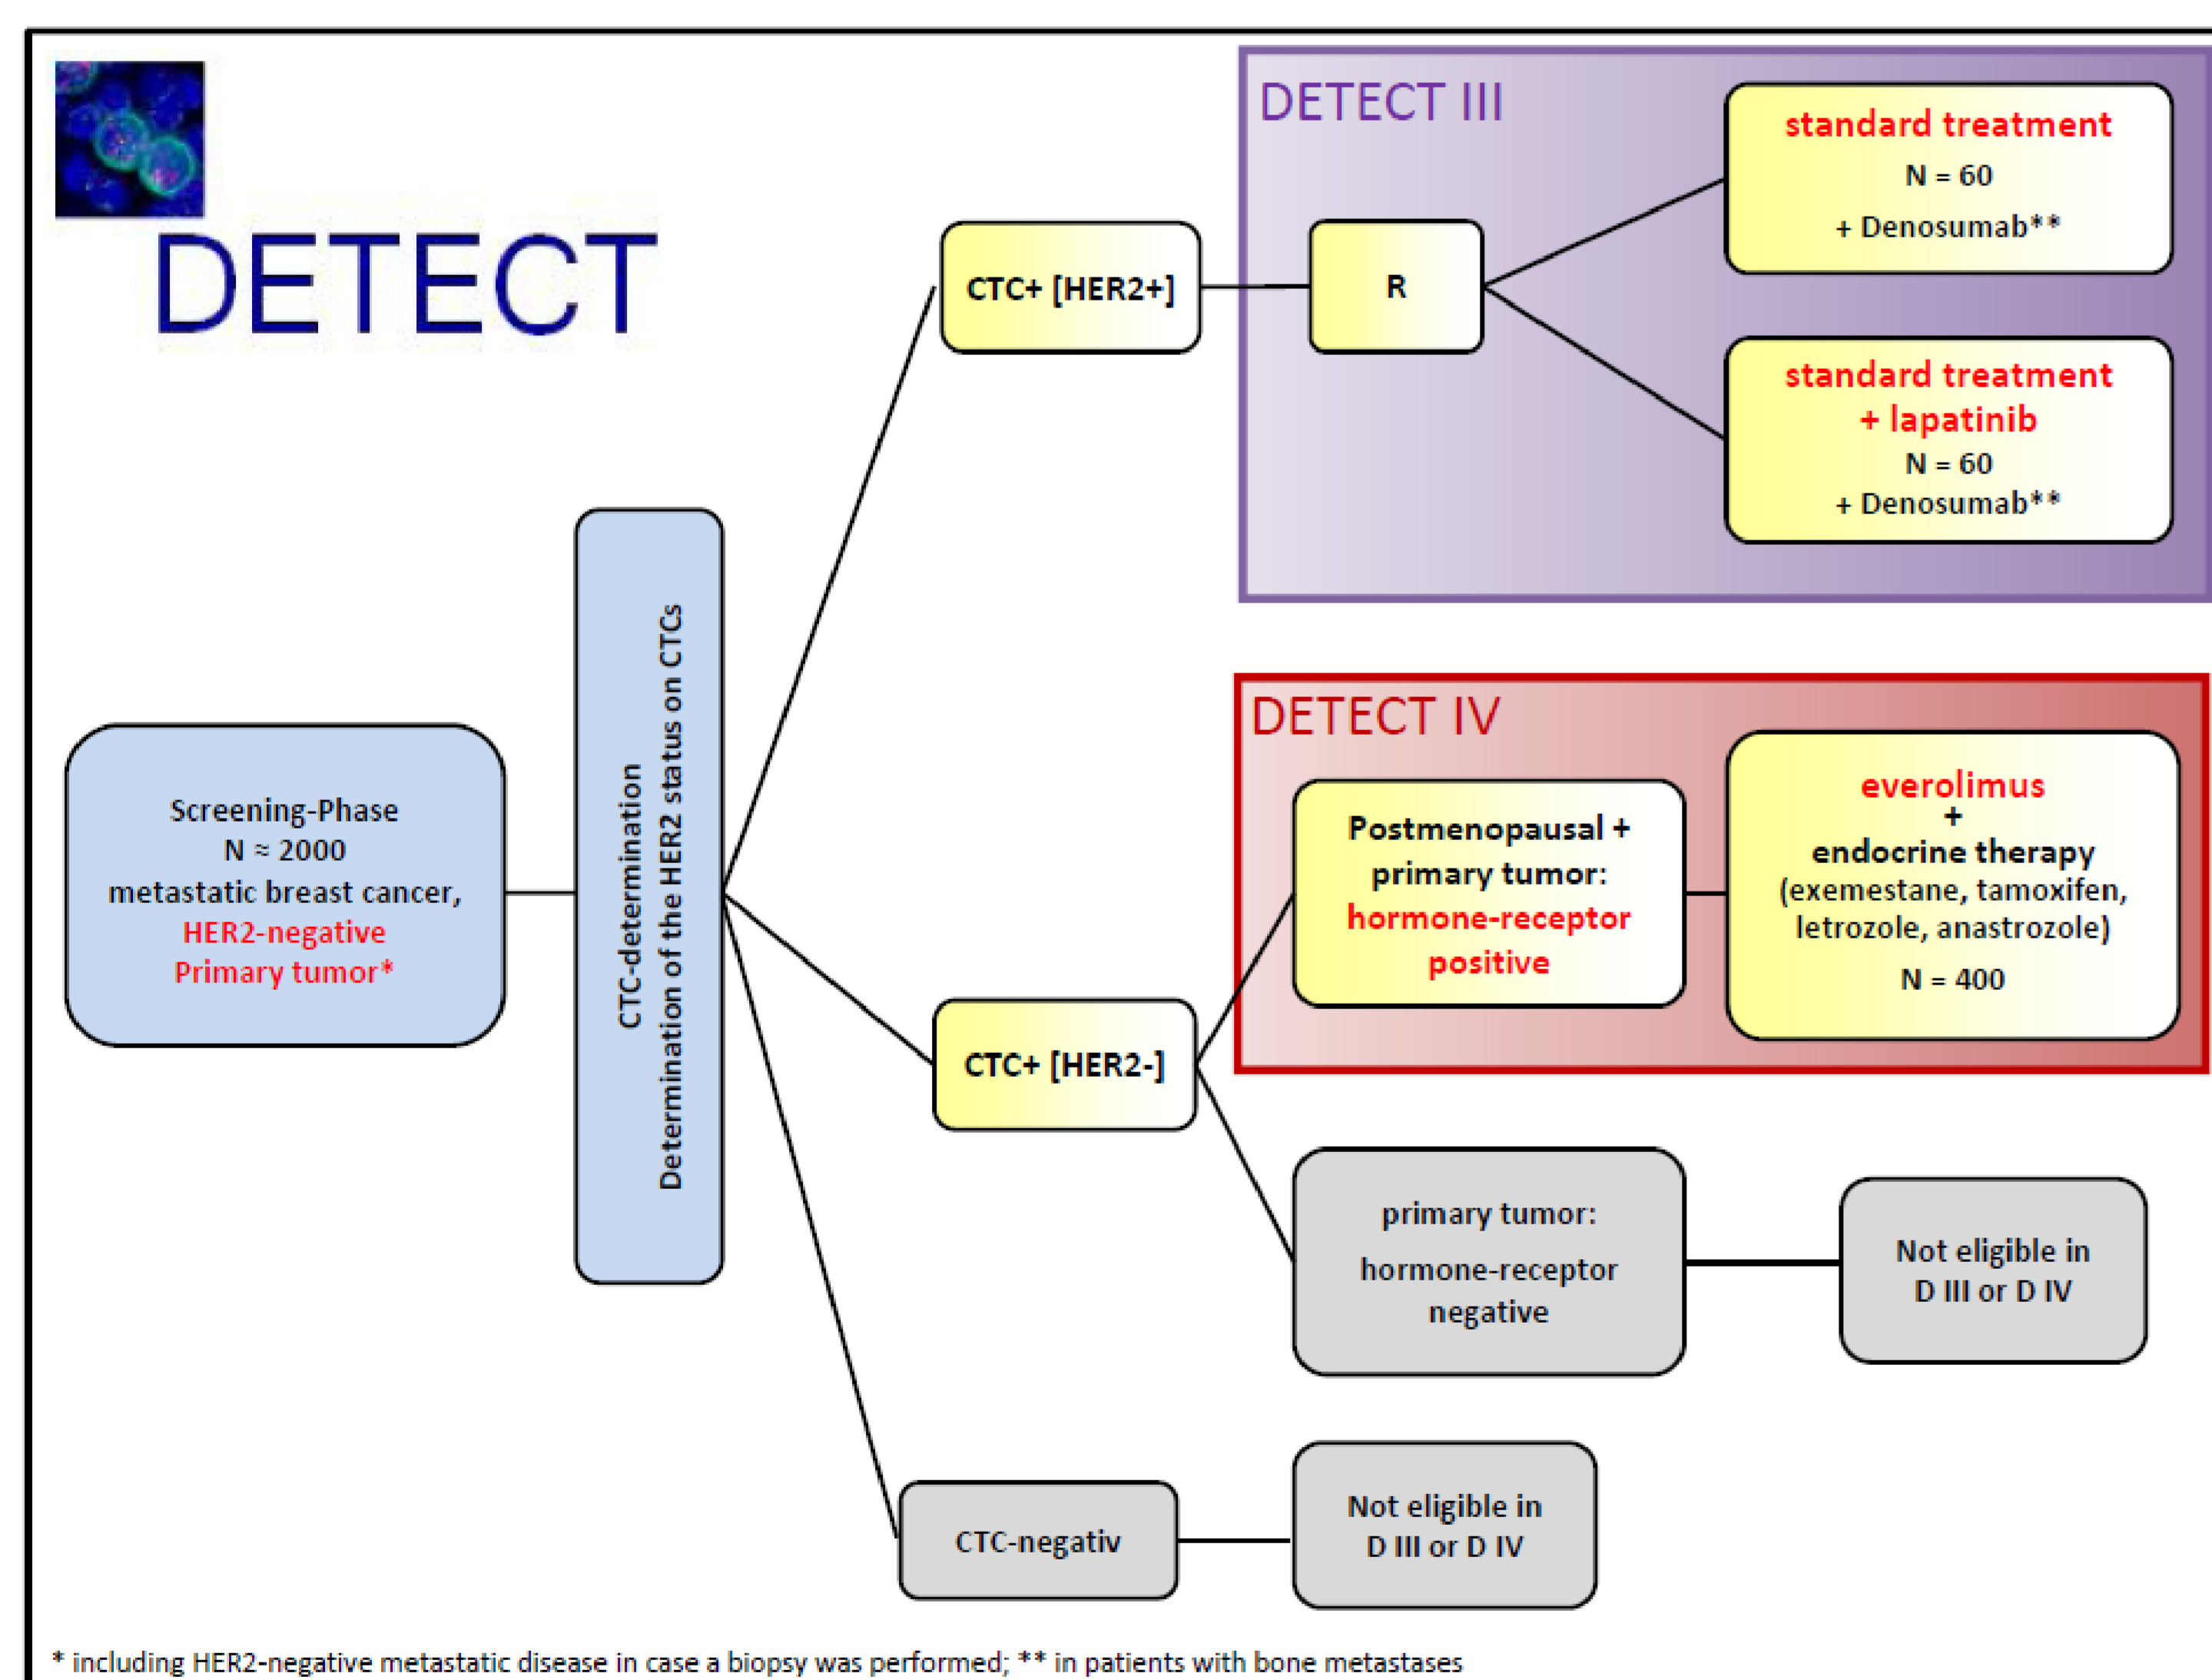 DETECT
Screening-Phase
N ≈ 2000
metastatic breast cancer,
HER2-negative
Primary tumor*
CTC-determination
Determination of the HER2 status on CTCs
CTC+ [HER2+]
DETECT III
R
standard treatment
N = 60
+ Denosumab**
standard treatment
+ lapatinib
N = 60
+ Denosumab**
CTC+ [HER2-]
DETECT IV
Postmenopausal +
primary tumor:
hormone-receptor
positive
everolimus
+
endocrine therapy
(exemestane, tamoxifen,
letrozole, anastrozole)
N = 400
primary tumor:
hormone-receptor
negative
Not eligible in
D III or D IV
CTC-negativ
Not eligible in
D III or D IV
* including HER2-negative metastatic disease in case a biopsy was performed; ** in patients with bone metastases